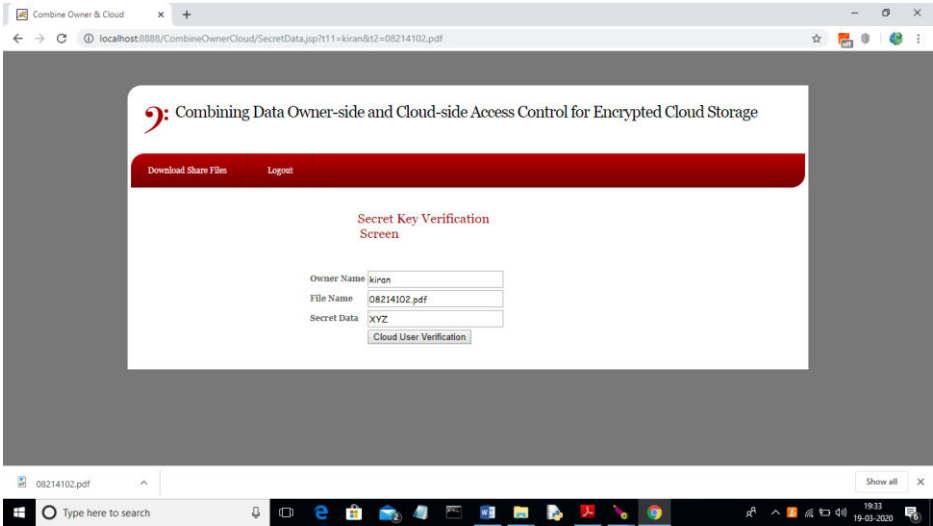 Combine Owner & Cloud
localhost:8888/CombineOwnerCloud/SecretData.jsp?t11=kiran&t2=08214102.pdf
Combining Data Owner-side and Cloud-side Access Control for Encrypted Cloud Storage
Download Share Files Logout
Secret Key Verification
Screen
Owner Name kiran
File Name 08214102.pdf
Secret Data XYZ
Cloud User Verification
08214102.pdf Show all
Type here to search 19:33
19-03-2020